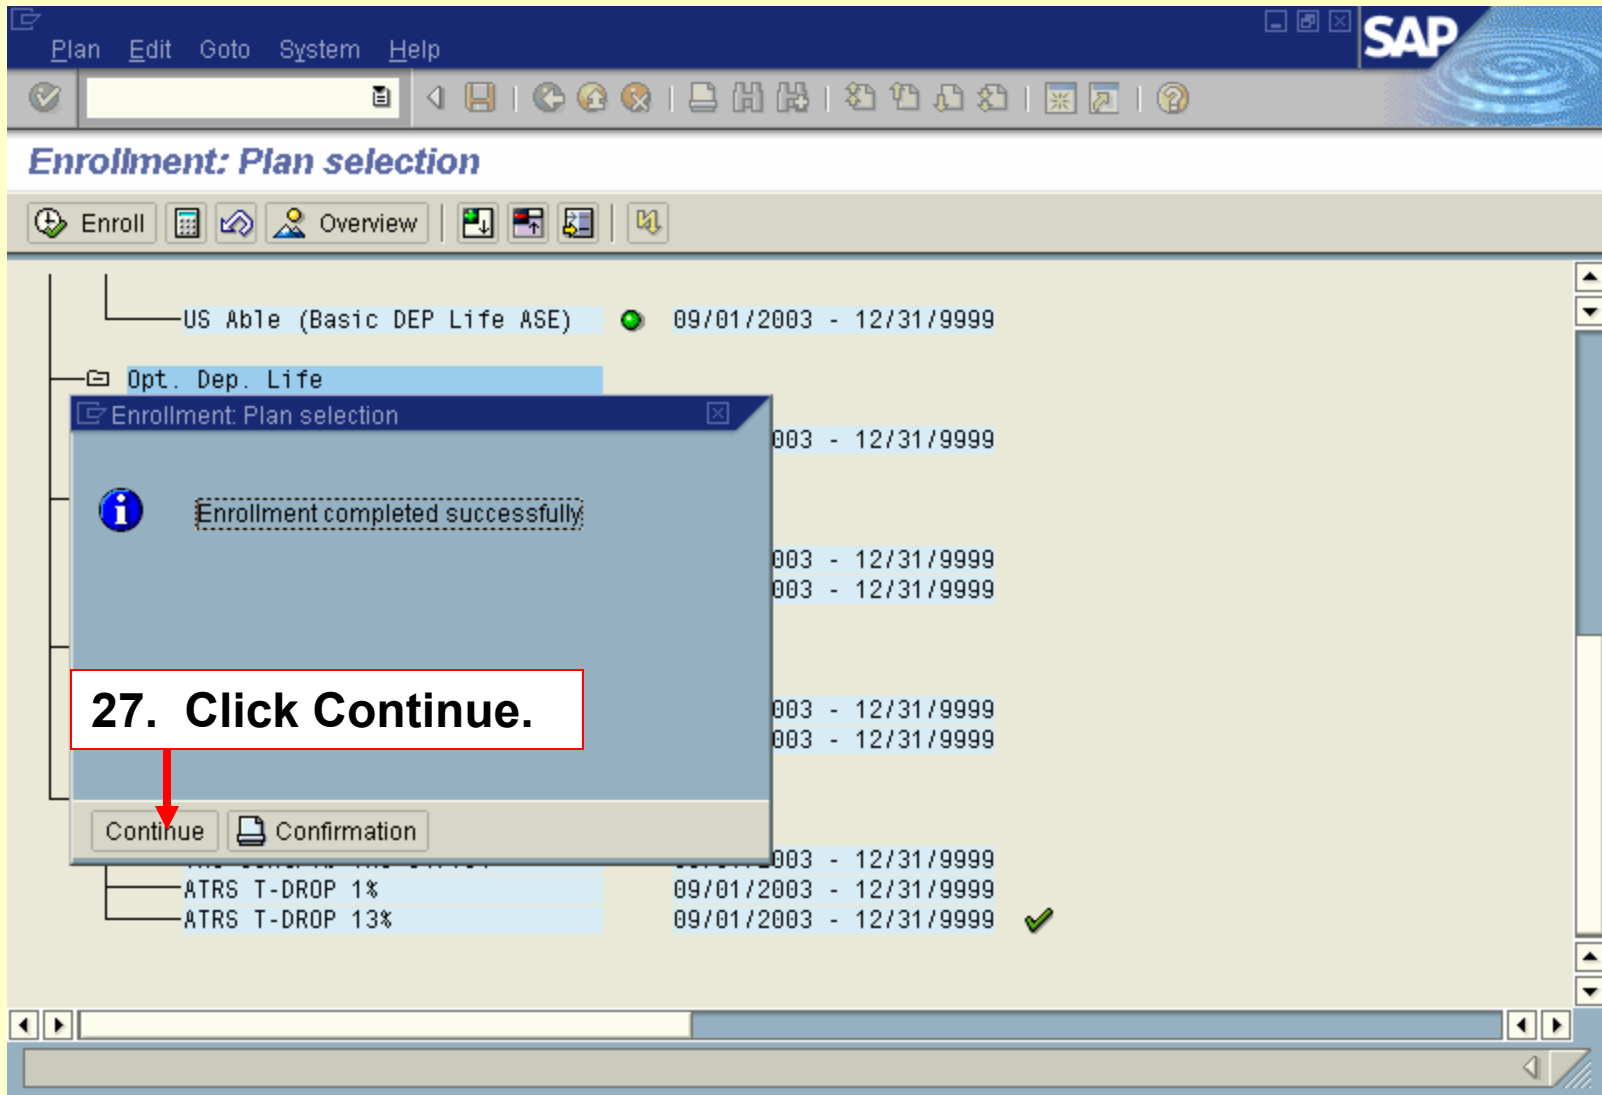 Plan Edit Goto System Help
SAP
Enrollment: Plan selection
Enroll Overview
US Able (Basic DEP Life ASE) 09/01/2003 - 12/31/9999
Opt. Dep. Life
Enrollment: Plan selection
003 - 12/31/9999
Enrollment completed successfully
003 - 12/31/9999
003 - 12/31/9999
27. Click Continue.
003 - 12/31/9999
003 - 12/31/9999
Continue Confirmation
003 - 12/31/9999
ATRS T-DROP 1% 09/01/2003 - 12/31/9999
ATRS T-DROP 13% 09/01/2003 - 12/31/9999